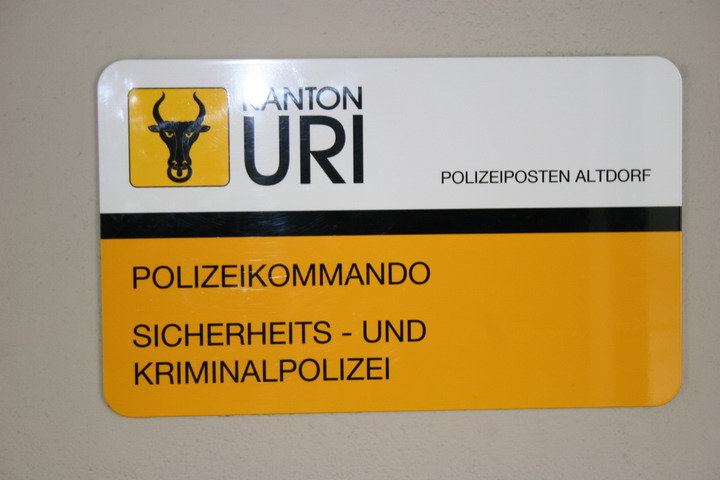 KANTON
URI
POLIZEIPOSTEN ALTDORF
POLIZEIKOMMANDO
SICHERHEITS - UND
KRIMINALPOLIZEI